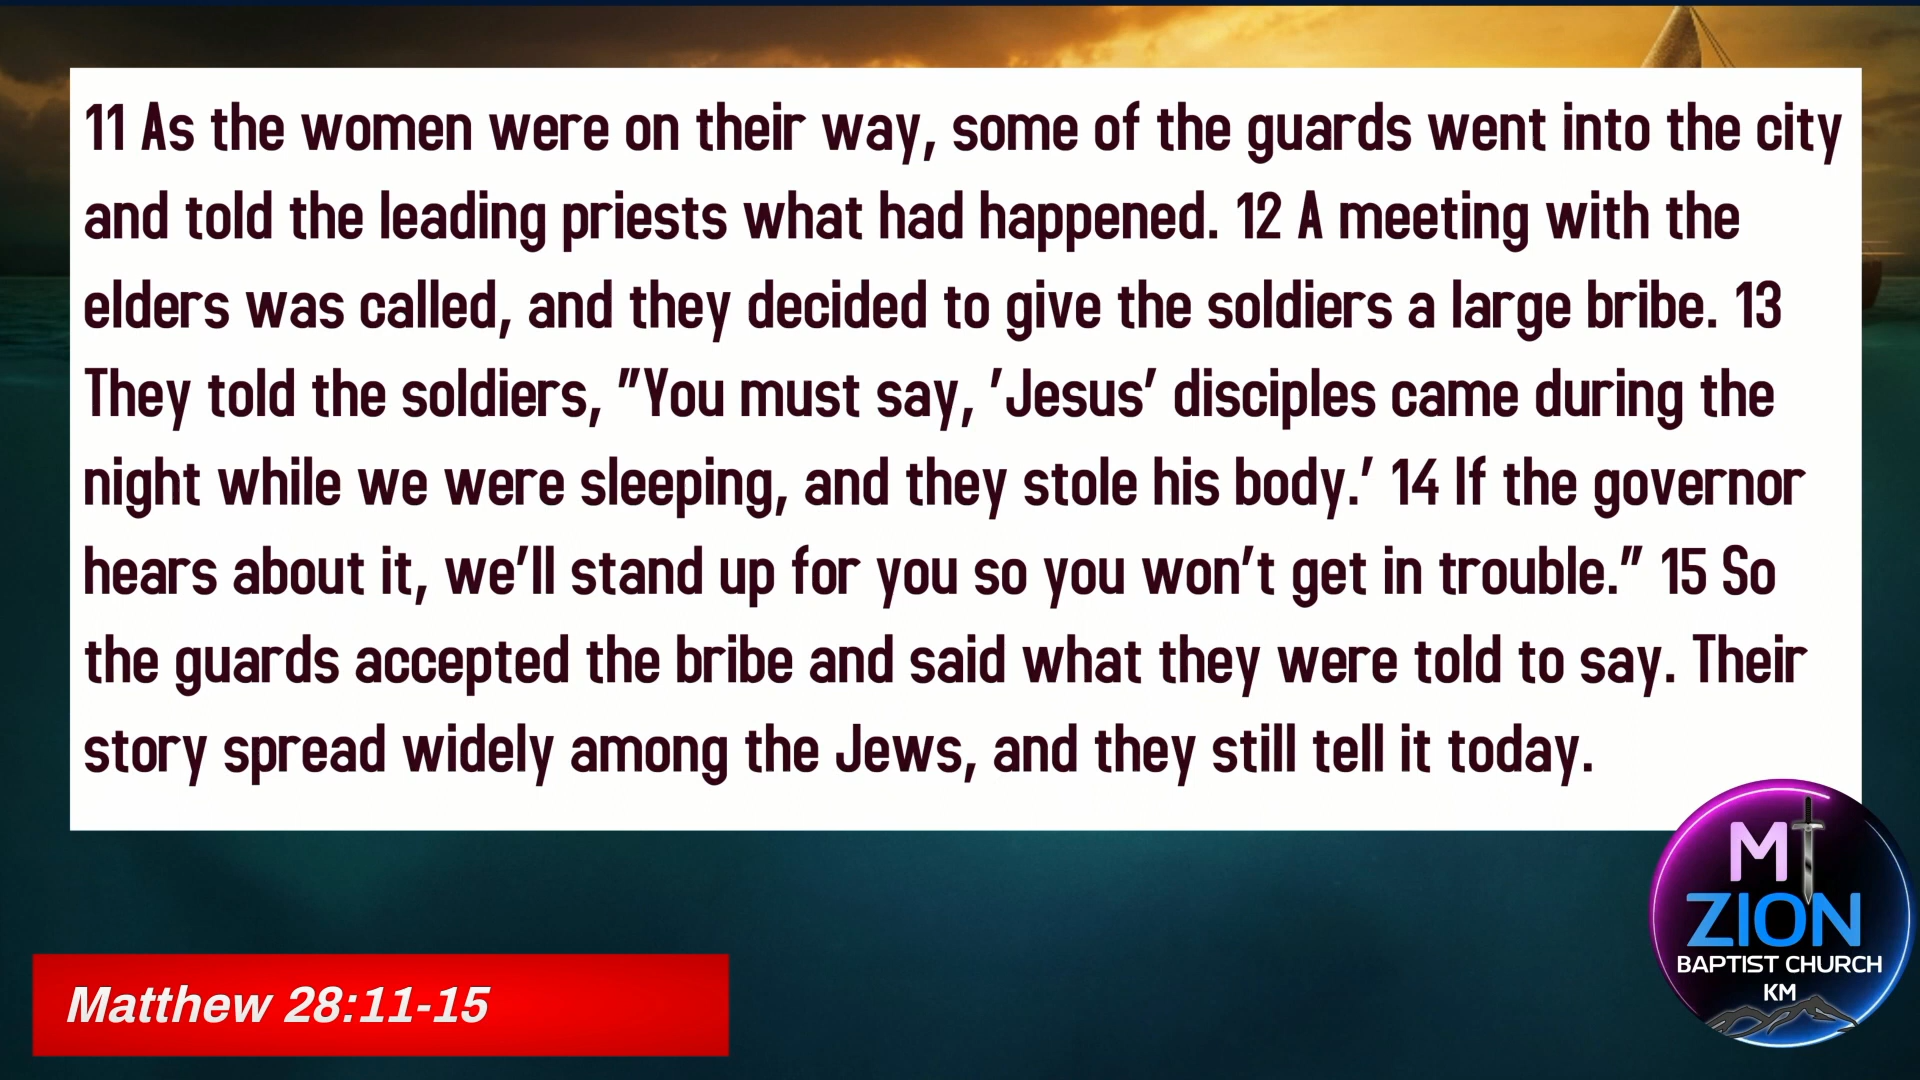 11 As the women were on their way, some of the guards went into the city
and told the leading priests what had happened. 12 A meeting with the
elders was called, and they decided to give the soldiers a large bribe. 13
They told the soldiers, "You must say, 'Jesus' disciples came during the
night while we were sleeping, and they stole his body.' 14 If the governor
hears about it, we'll stand up for you so you won't get in trouble." 15 So
the guards accepted the bribe and said what they were told to say. Their
story spread widely among the Jews, and they still tell it today.
Matthew 28:11-15
MT
ZION
BAPTIST CHURCH
KM